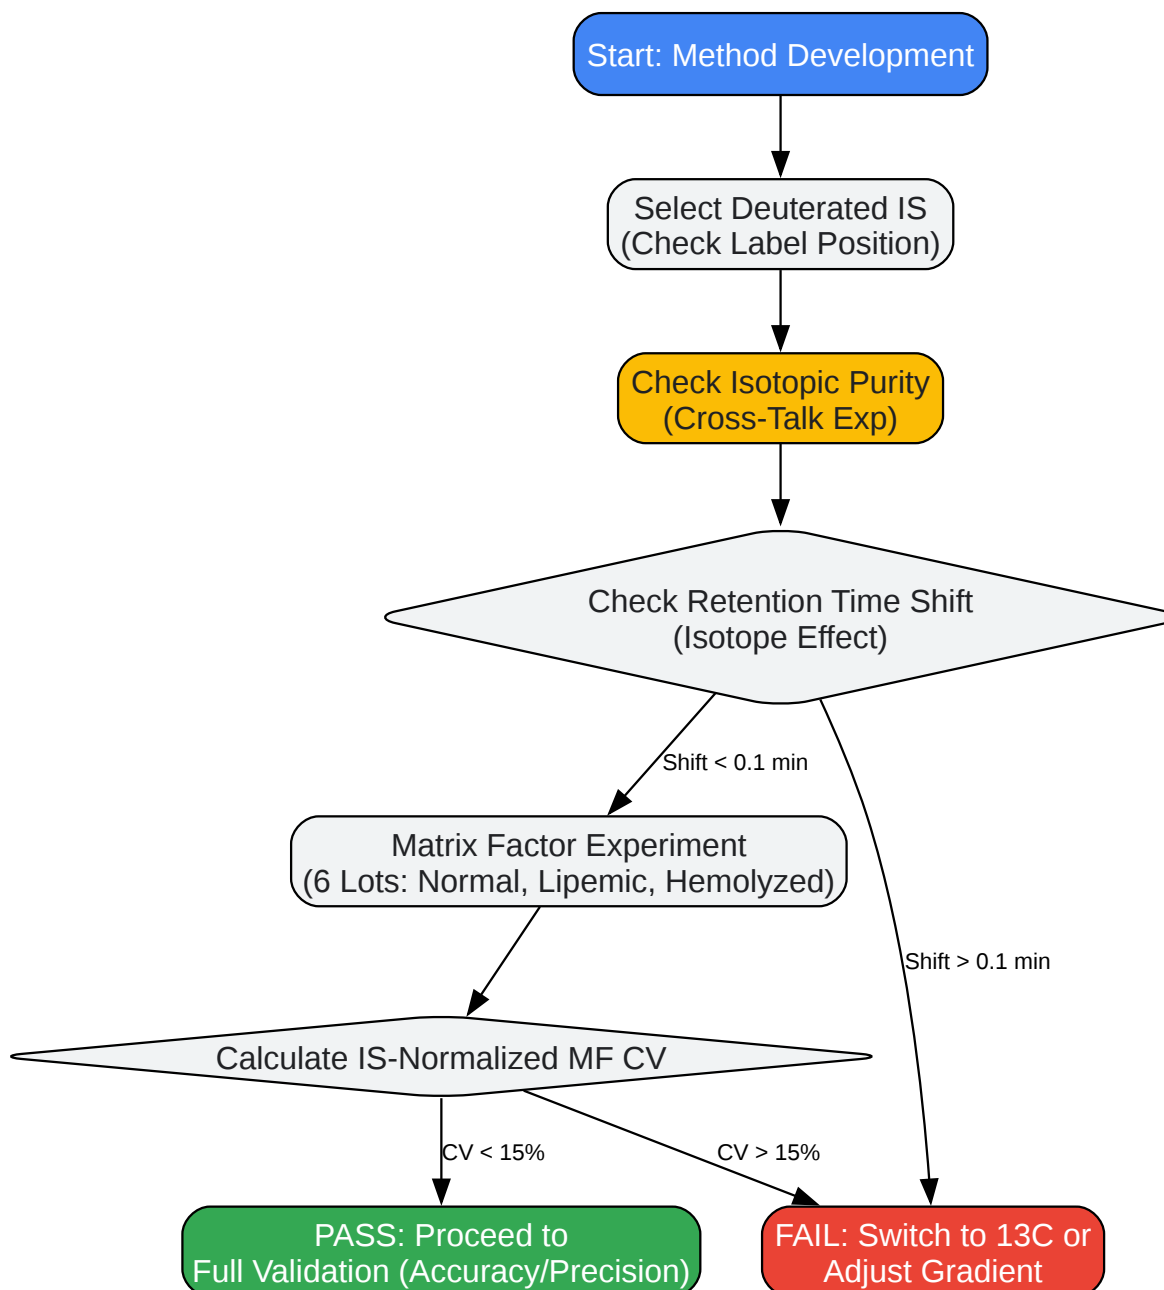 Start: Method Development
Select Deuterated IS
(Check Label Position)
Check Isotopic Purity
(Cross-Talk Exp)
Check Retention Time Shift
(Isotope Effect)
Shift < 0.1 min
Matrix Factor Experiment
(6 Lots: Normal, Lipemic, Hemolyzed)
Shift > 0.1 min
Calculate IS-Normalized MF CV
CV < 15%
CV > 15%
PASS: Proceed to
Full Validation (Accuracy/Precision)
FAIL: Switch to 13C or
Adjust Gradient